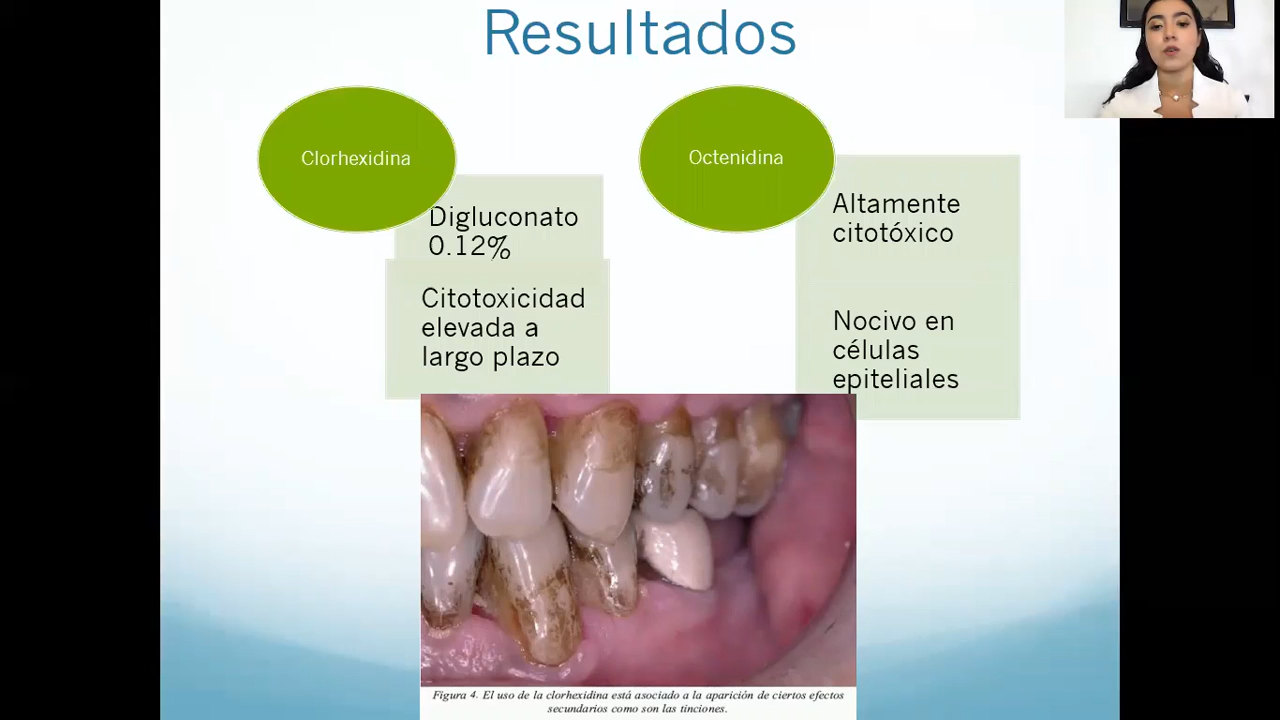 Resultados
Clorhexidina
Digluconato
0.12%
Citotoxicidad
elevada a
largo plazo
Octenidina
Altamente
citotóxico
Nocivo en
células
epiteliales
Figura 4. El uso de la clorhexidina está asociado a la aparición de ciertos efectos
secundarios como son las tinciones.